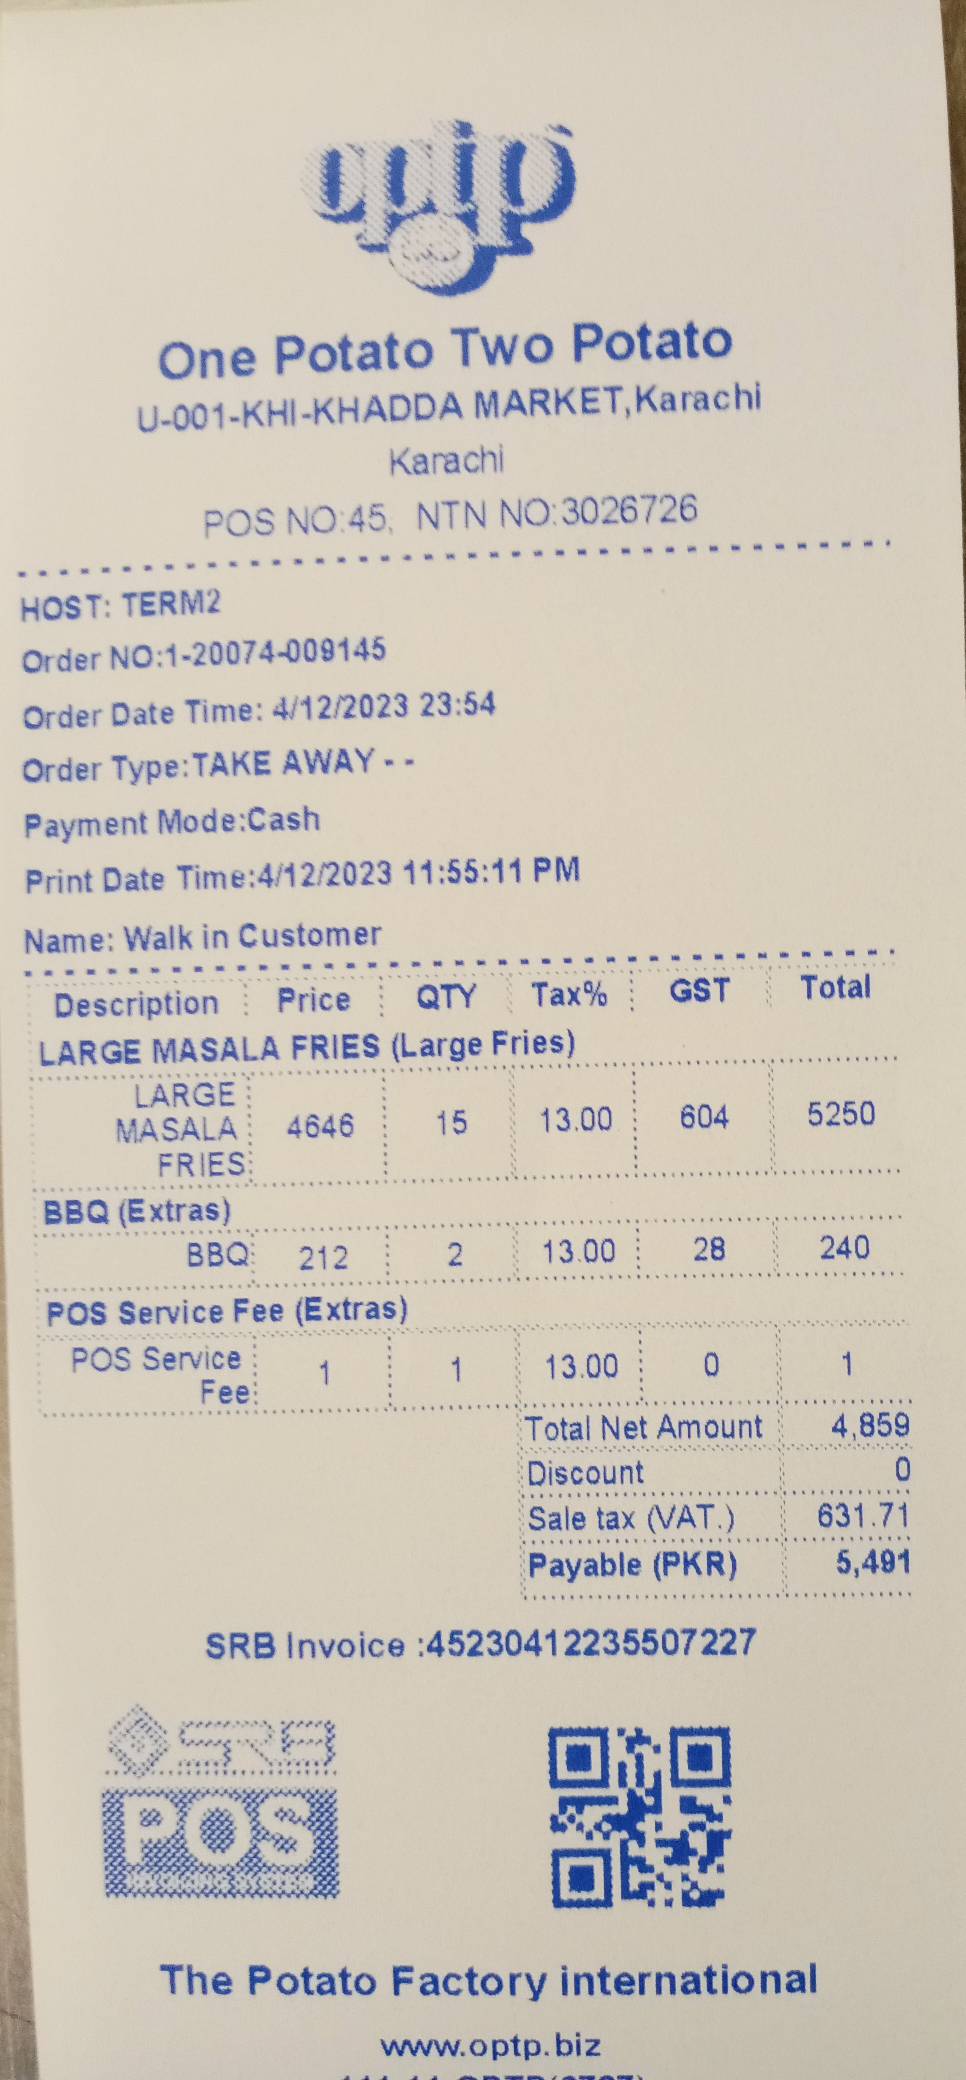 optp
One Potato Two Potato
U-001-KHI-KHADDA MARKET,Karachi
Karachi
POS NO:45, NTN NO:3026726
HOST: TERM2
Order NO:1-20074-009145
Order Date Time: 4/12/2023 23:54
Order Type:TAKE AWAY - -
Payment Mode:Cash
Print Date Time:4/12/2023 11:55:11 PM
Name: Walk in Customer
Description Price QTY Tax% GST Total
LARGE MASALA FRIES (Large Fries)
LARGE MASALA FRIES 4646 15 13.00 604 5250
BBQ (Extras)
BBQ 212 2 13.00 28 240
POS Service Fee (Extras)
POS Service Fee 1 1 13.00 0 1
Total Net Amount 4,859
Discount 0
Sale tax (VAT.) 631.71
Payable (PKR) 5,491
SRB Invoice :45230412235507227
SRB
POS
The Potato Factory international
www.optp.biz